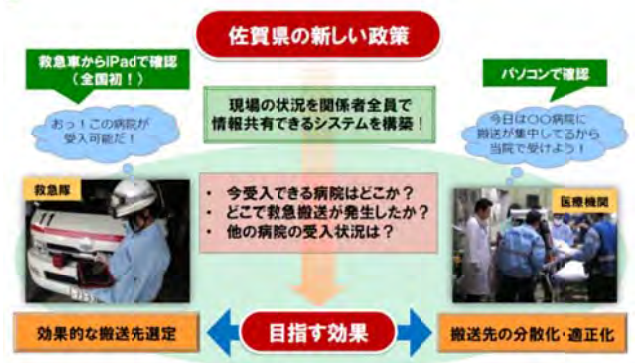 佐賀県の新しい政策
救急車からiPadで確認
（全国初！）
パソコンで確認
現場の状況を関係者全員で
情報共有できるシステムを構築！
おっ！この病院が
受入可能だ！
今日は〇〇病院に
搬送が集中してるから
当院で受けよう！
救急隊
・ 今受入できる病院はどこか？
・ どこで救急搬送が発生したか？
・ 他の病院の受入状況は？
医療機関
効果的な搬送先選定
目指す効果
搬送先の分散化・適正化